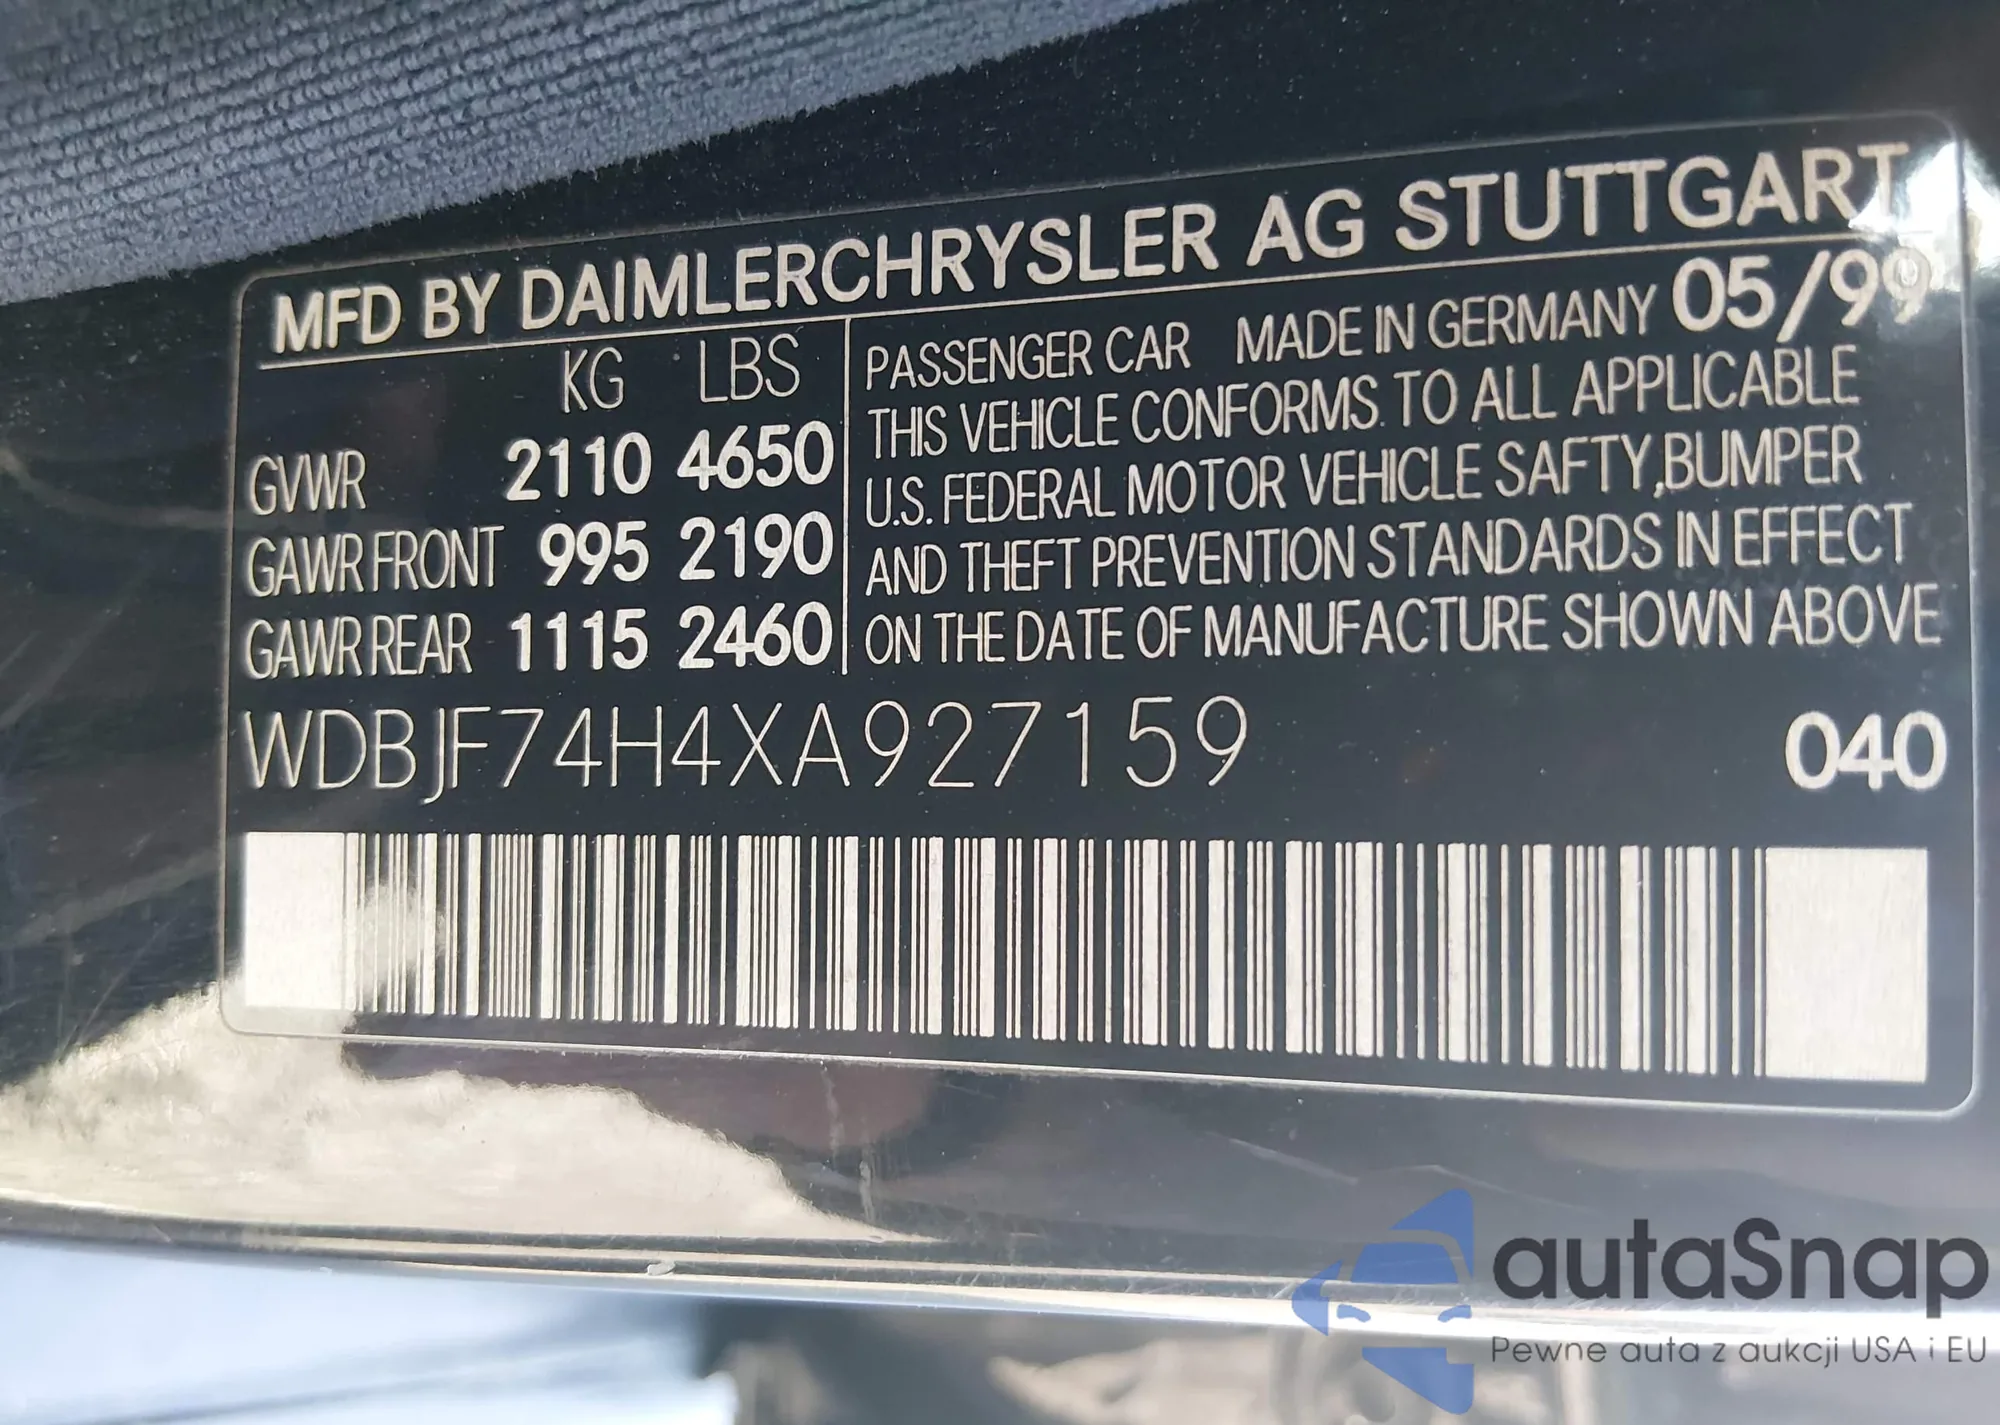 MFD BY DAIMLERCHRYSLER AG STUTTGART
KG LBS
GVWR 2110 4650
GAWR FRONT 995 2190
GAWR REAR 1115 2460
PASSENGER CAR MADE IN GERMANY 05/99
THIS VEHICLE CONFORMS TO ALL APPLICABLE
U.S. FEDERAL MOTOR VEHICLE SAFTY,BUMPER
AND THEFT PREVENTION STANDARDS IN EFFECT
ON THE DATE OF MANUFACTURE SHOWN ABOVE
WDBJF74H4XA927159 040
autaSnap
Pewne auta z aukcji USA i EU